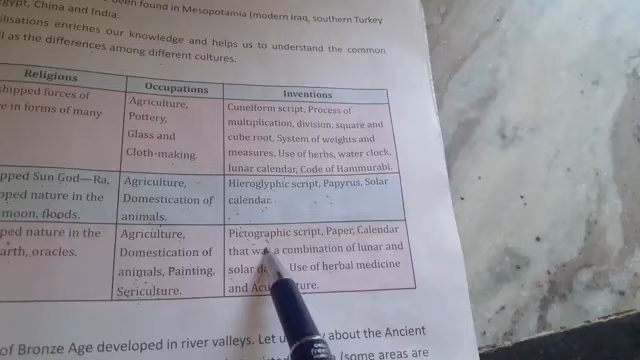 been found in Mesopotamia (modern Iraq, southern Turkey
Egypt, China and India.
ilisations enriches our knowledge and helps us to understand the common
as the differences among different cultures.
Religions Occupations Inventions
shipped forces of
e in forms of many
Agriculture,
Pottery,
Glass and
Cloth-making.
Cuneiform script, Process of
multiplication, division, square and
cube root, System of weights and
measures, Use of herbs, water clock,
lunar calendar, Code of Hammurabi.
pped Sun God—Ra,
pped nature in the
moon, floods.
Agriculture,
Domestication of
animals.
Hieroglyphic script, Papyrus, Solar
calendar.
ped nature in the
arth, oracles.
Agriculture,
Domestication of
animals, Painting,
Sericulture.
Pictographic script, Paper, Calendar
that was a combination of lunar and
solar Use of herbal medicine
and
of Bronze Age developed in river valleys. Let about the Ancient
(some areas are